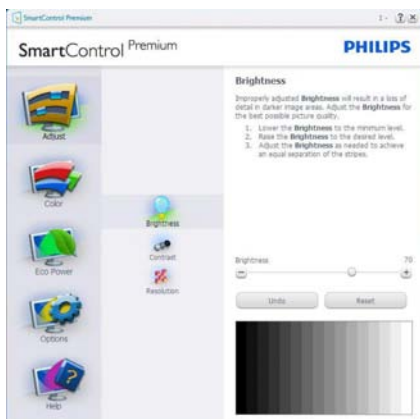 SmartControl Premium
SmartControl Premium
PHILIPS
Adjust
Color
Eco Power
Options
Help
Brightness
Contrast
Resolution
Brightness
Improperly adjusted Brightness will result in a loss of
detail in darker image areas. Adjust the Brightness for
the best possible picture quality.
1. Lower the Brightness to the minimum level.
2. Raise the Brightness to the desired level.
3. Adjust the Brightness as needed to achieve
an equal separation of the stripes.
Brightness 70
Undo Reset